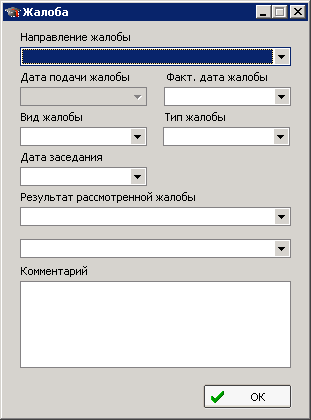 Жалоба
Направление жалобы
Дата подачи жалобы Факт. дата жалобы
Вид жалобы Тип жалобы
Дата заседания
Результат рассмотренной жалобы
Комментарий
OK